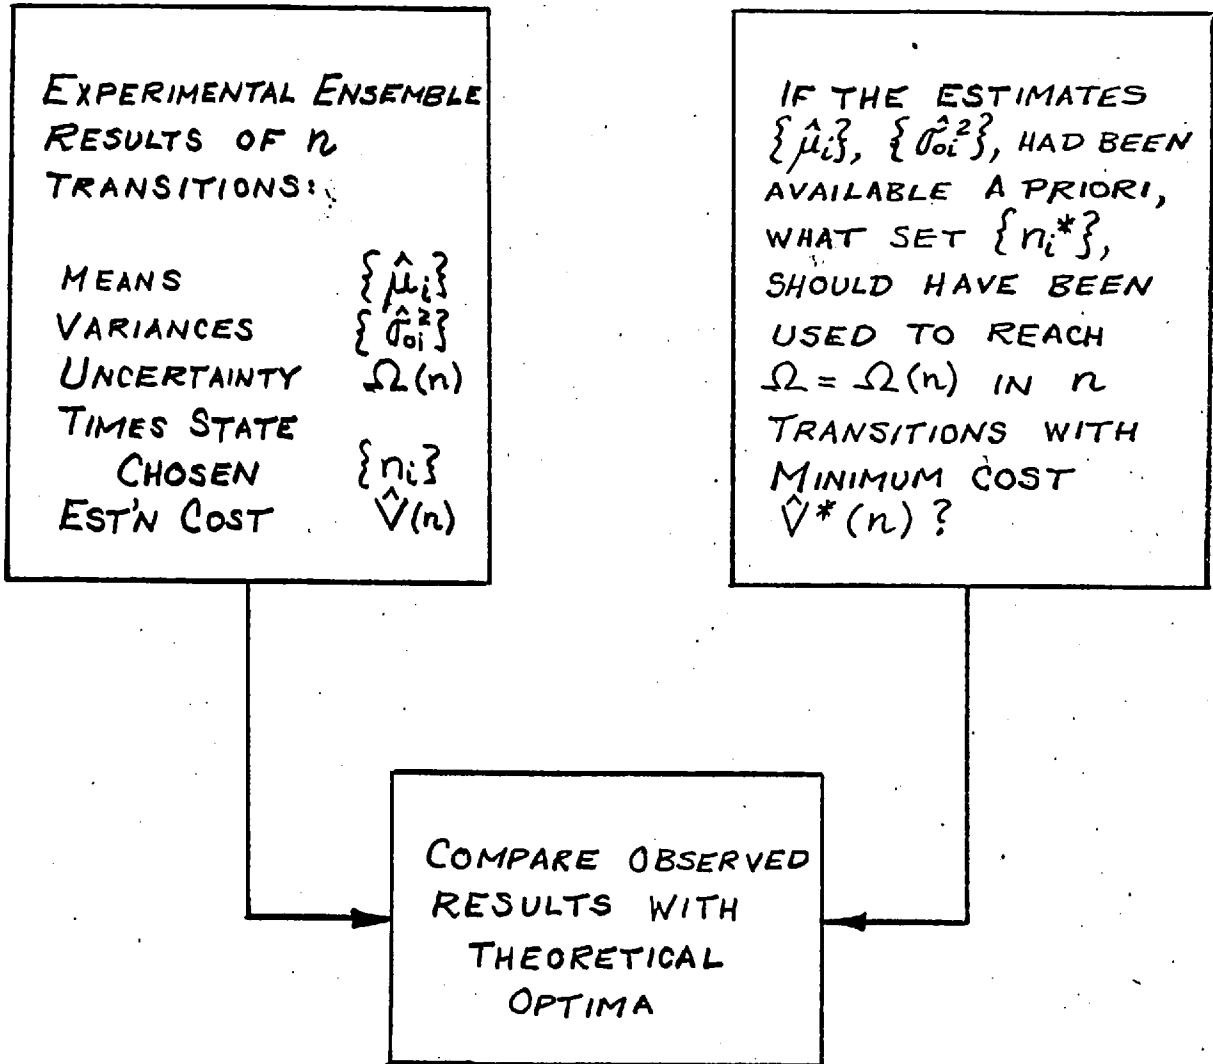 EXPERIMENTAL ENSEMBLE
RESULTS OF n
TRANSITIONS:
MEANS {μ̂ᵢ}
VARIANCES {σ̂₀ᵢ²}
UNCERTAINTY Ω(n)
TIMES STATE
CHOSEN {nᵢ}
EST'N COST V̂(n)
IF THE ESTIMATES
{μ̂ᵢ}, {σ̂₀ᵢ²}, HAD BEEN
AVAILABLE A PRIORI,
WHAT SET {nᵢ*},
SHOULD HAVE BEEN
USED TO REACH
Ω = Ω(n) IN n
TRANSITIONS WITH
MINIMUM COST
V̂*(n)?
COMPARE OBSERVED
RESULTS WITH
THEORETICAL
OPTIMA